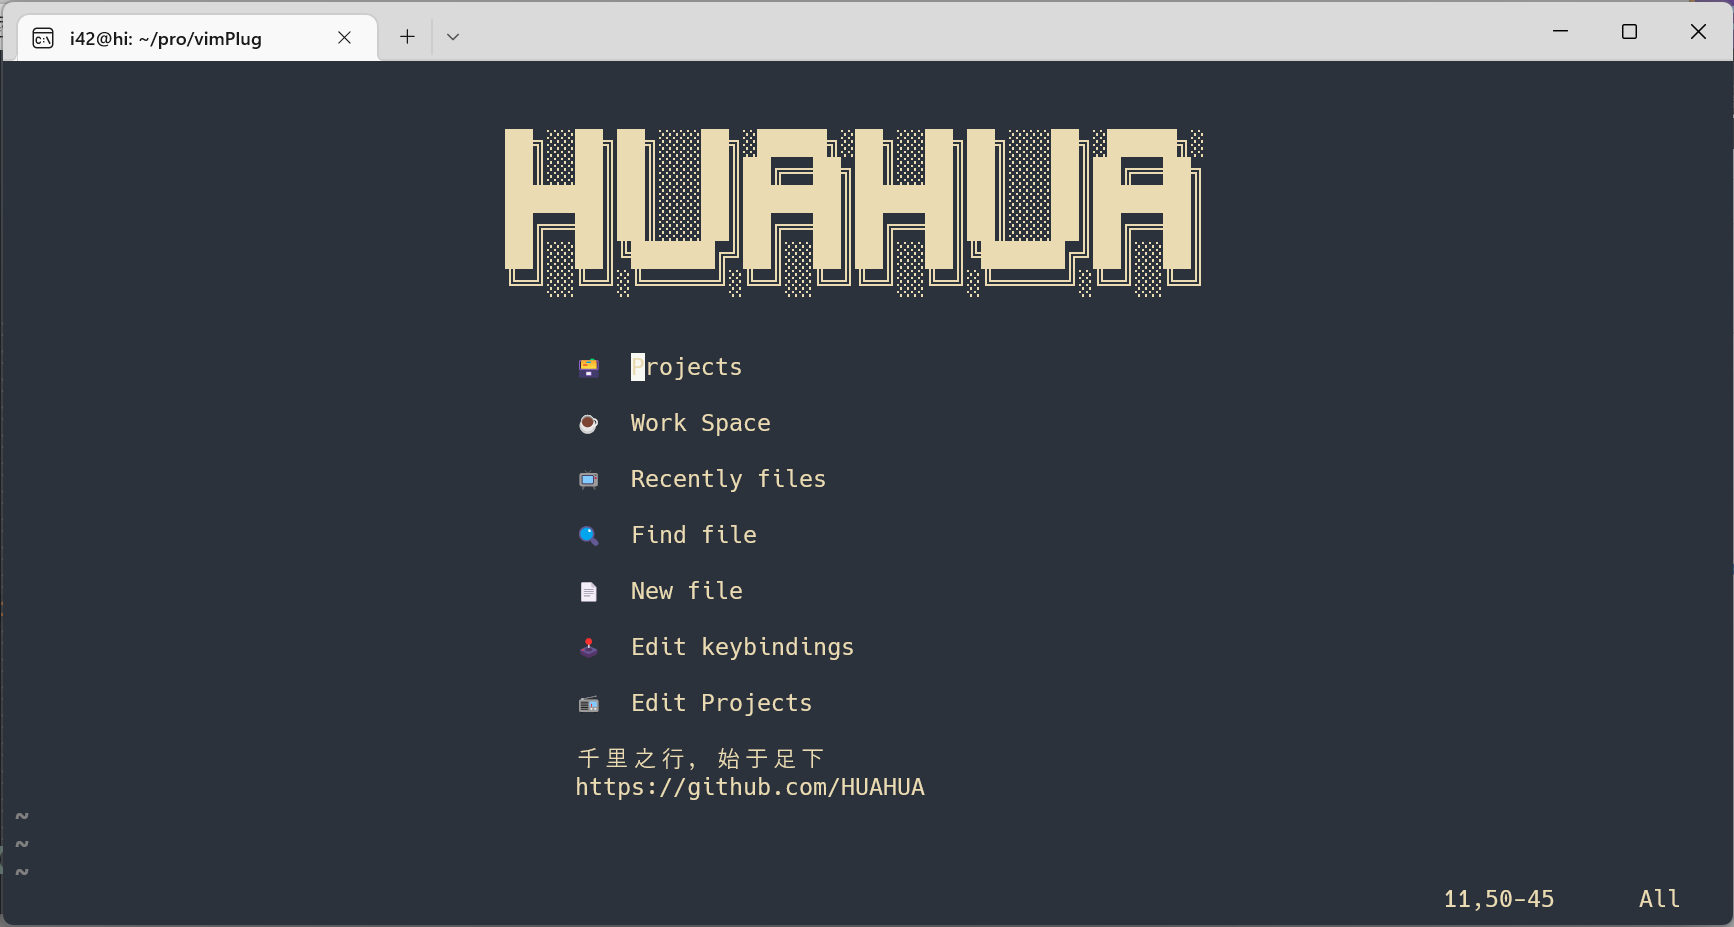 i42@hi: ~/pro/vimPlug
HUAHUA
Projects
Work Space
Recently files
Find file
New file
Edit keybindings
Edit Projects
千里之行，始于足下
https://github.com/HUAHUA
~
~
~
11,50-45 All